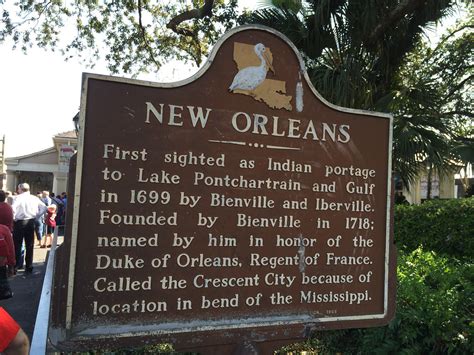 NEW ORLEANS
First sighted as Indian portage
to Lake Pontchartrain and Gulf
in 1699 by Bienville and Iberville.
Founded by Bienville in 1718;
named by him in honor of the
Duke of Orleans, Regent of France.
Called the Crescent City because of
location in bend of the Mississippi.